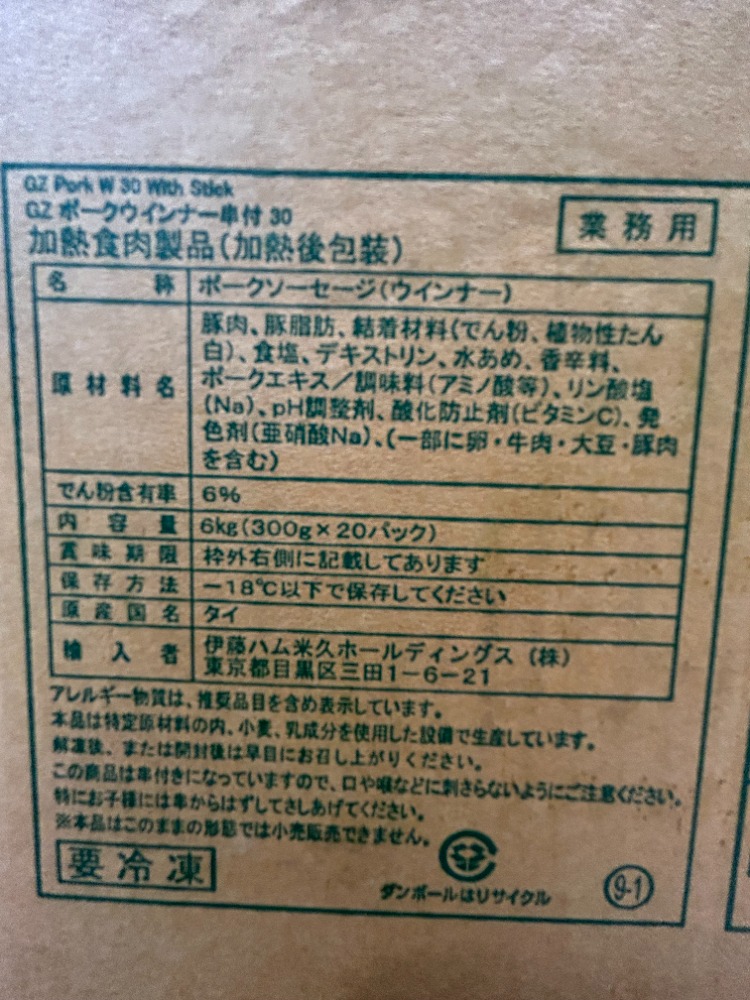 GZ Pork W 30 With Stick
GZ ポークウインナー串付 30
業務用
加熱食肉製品(加熱後包装)
名称 ポークソーセージ(ウインナー)
原材料名 豚肉、豚脂肪、結着材料(でん粉、植物性たん
白)、食塩、デキストリン、水あめ、香辛料、
ポークエキス/調味料(アミノ酸等)、リン酸塩
(Na)、pH調整剤、酸化防止剤(ビタミンC)、発
色剤(亜硝酸Na)、(一部に卵・牛肉・大豆・豚肉
を含む)
でん粉含有率 6%
内容量 6kg(300g×20パック)
賞味期限 枠外右側に記載してあります
保存方法 -18℃以下で保存してください
原産国名 タイ
輸入者 伊藤ハム米久ホールディングス(株)
東京都目黒区三田1-6-21
アレルギー物質は、推奨品目を含め表示しています。
本品は特定原材料の内、小麦、乳成分を使用した設備で生産しています。
解凍後、または開封後は早目にお召し上がりください。
この商品は串付きになっていますので、口や喉などに刺さらないようにご注意ください。
特にお子様には串からはずしてさしあげてください。
※本品はこのままの形態では小売販売できません。
要冷凍
ダンボールはリサイクル
9-1